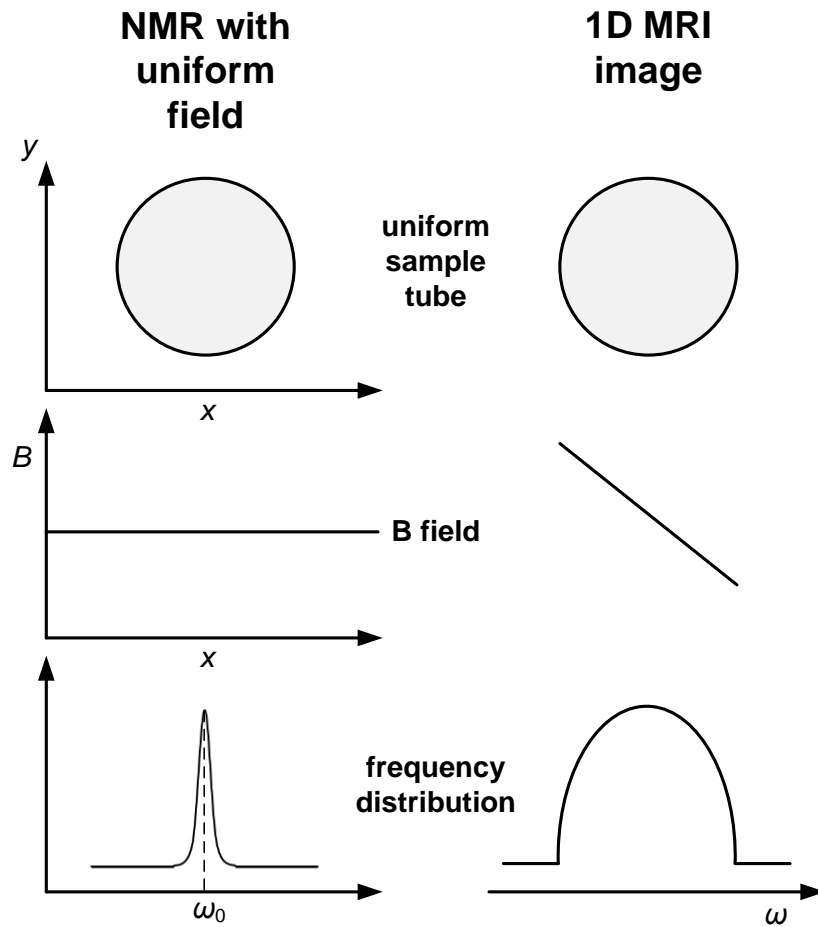 NMR with
uniform
field
1D MRI
image
y
uniform
sample
tube
x
B
B field
x
frequency
distribution
ω0
ω